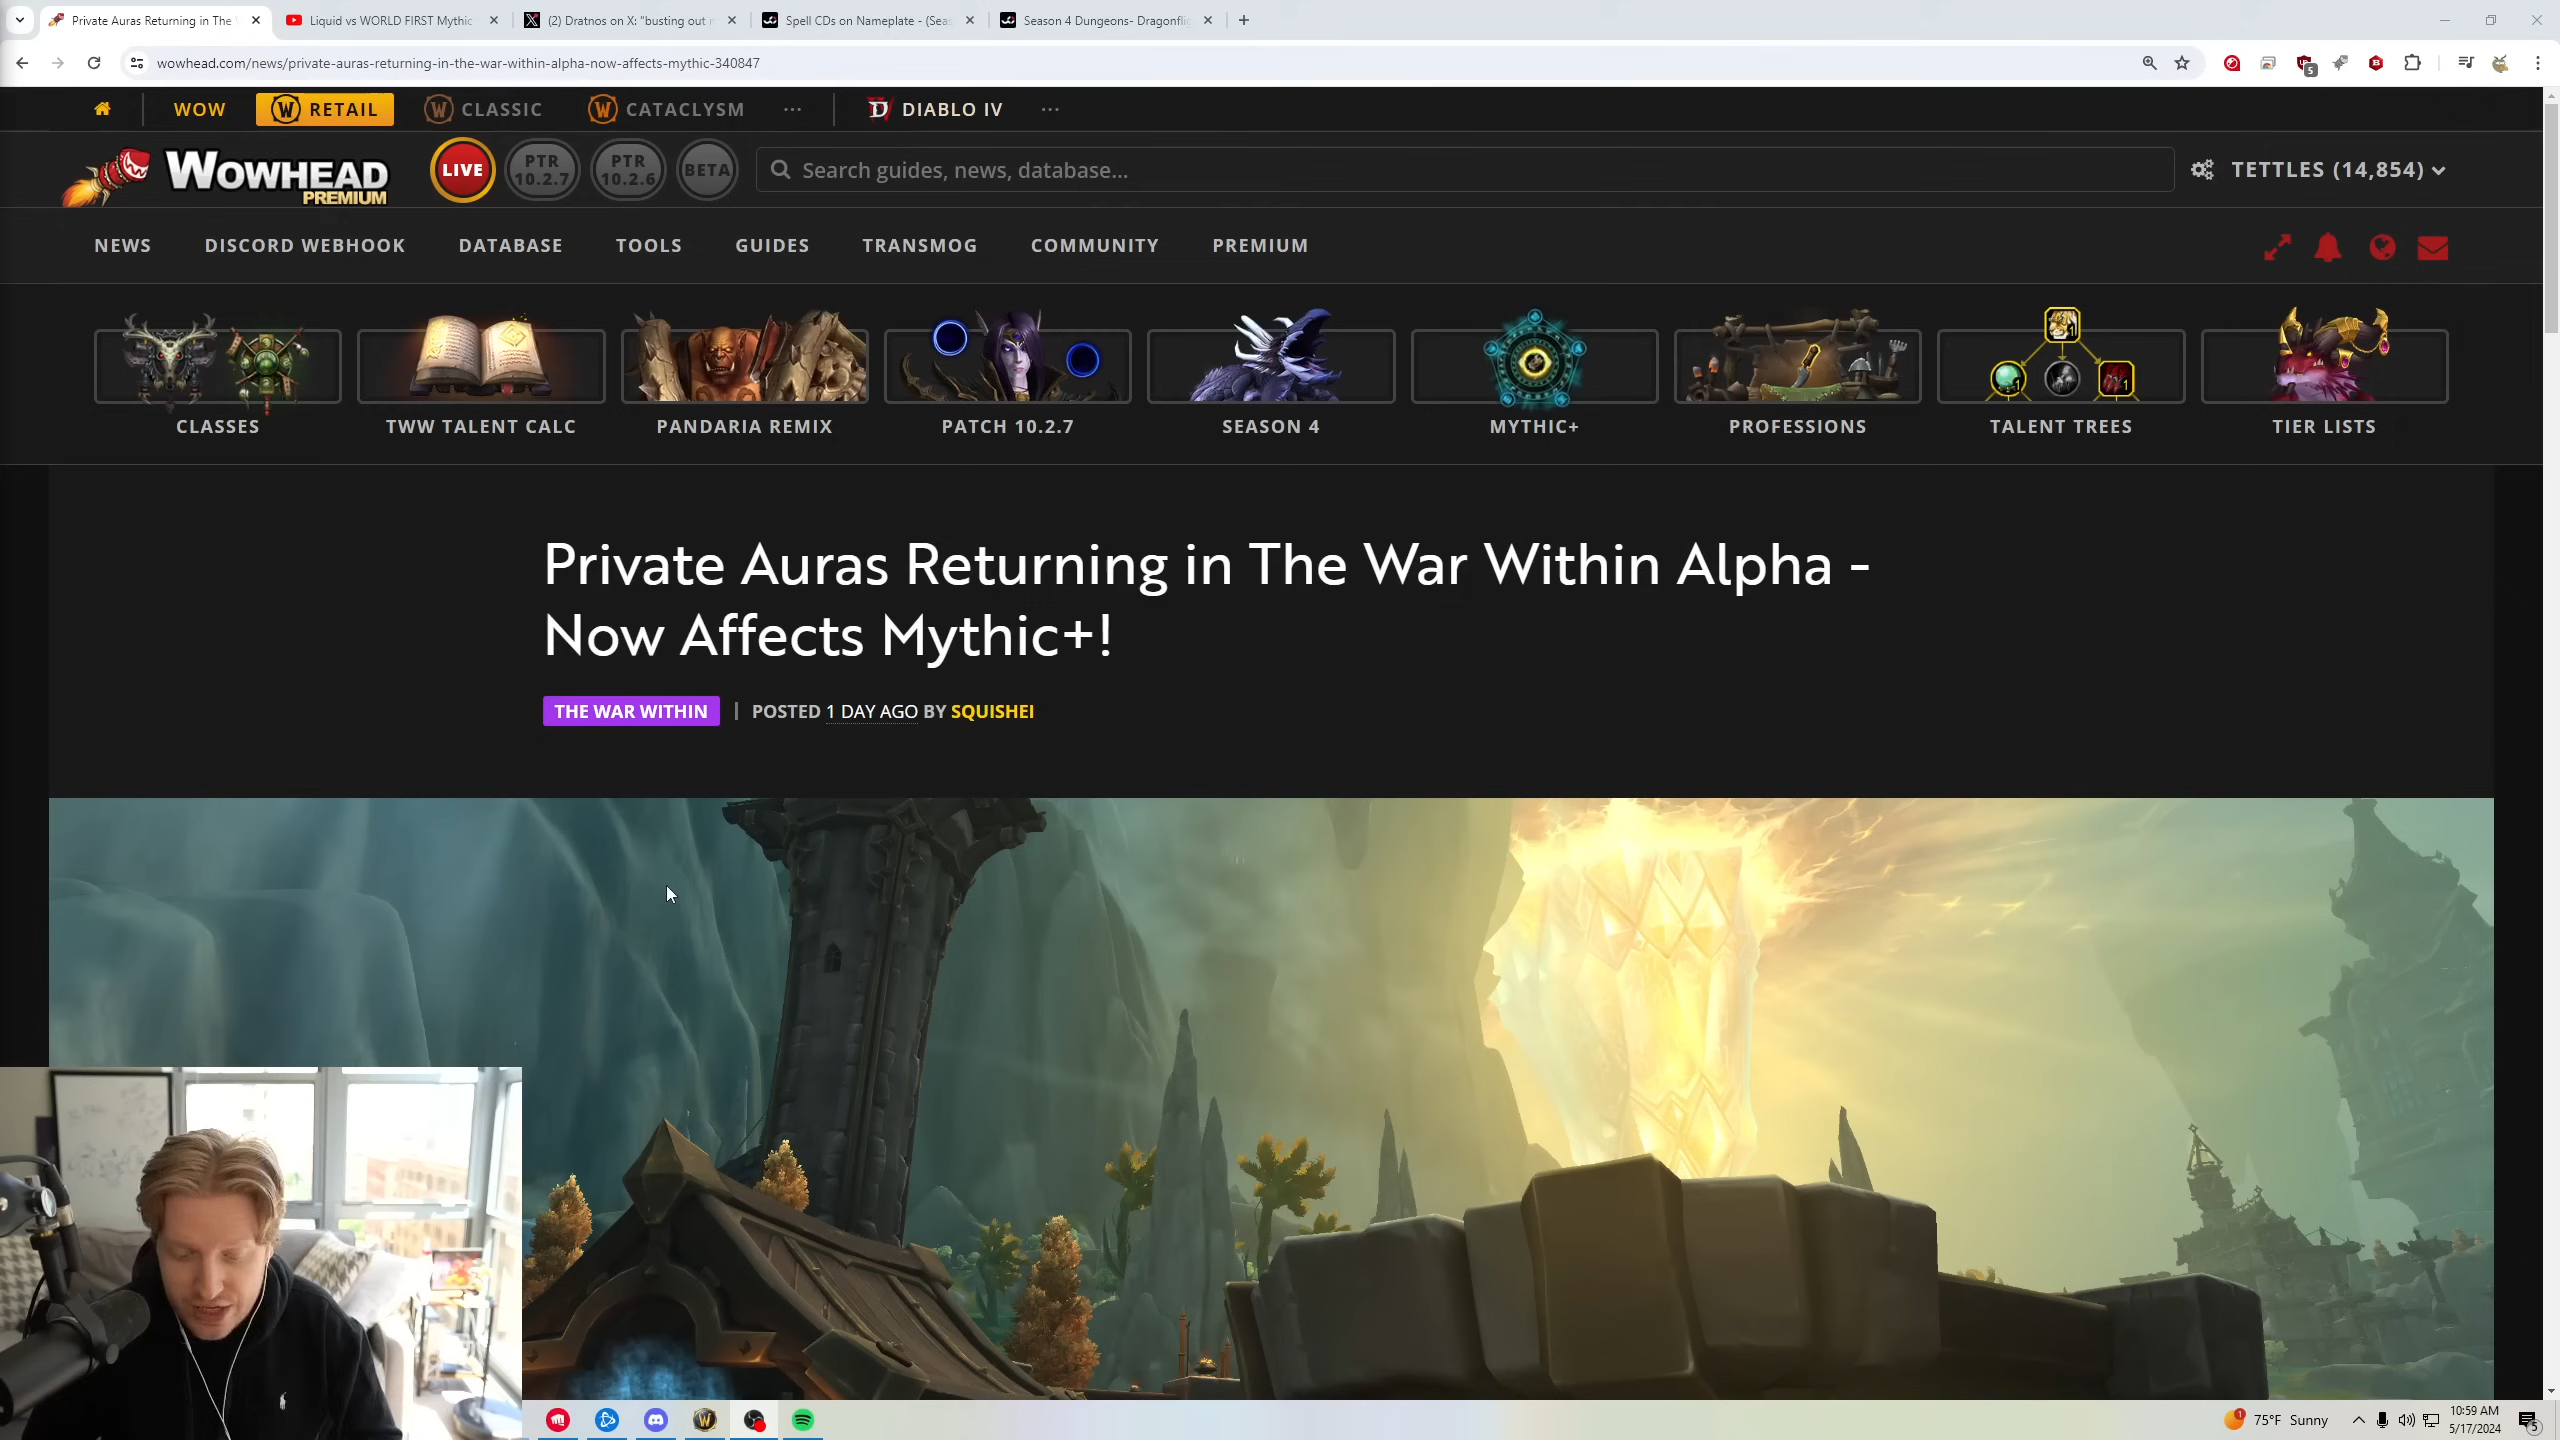 Private Auras Returning in The
Liquid vs WORLD FIRST Mythic
(2) Dratnos on X: "busting out
Spell CDs on Nameplate - (Sea
Season 4 Dungeons- Dragonfli
wowhead.com/news/private-auras-returning-in-the-war-within-alpha-now-affects-mythic-340847
5
WOW
RETAIL
CLASSIC
CATACLYSM
...
DIABLO IV
...
WOWHEAD
PREMIUM
LIVE
PTR
10.2.7
PTR
10.2.6
BETA
Search guides, news, database...
TETTLES (14,854)
NEWS
DISCORD WEBHOOK
DATABASE
TOOLS
GUIDES
TRANSMOG
COMMUNITY
PREMIUM
CLASSES
TWW TALENT CALC
PANDARIA REMIX
PATCH 10.2.7
SEASON 4
MYTHIC+
PROFESSIONS
TALENT TREES
TIER LISTS
Private Auras Returning in The War Within Alpha -
Now Affects Mythic+!
THE WAR WITHIN | POSTED 1 DAY AGO BY SQUISHEI
75°F Sunny
10:59 AM
5/17/2024
5